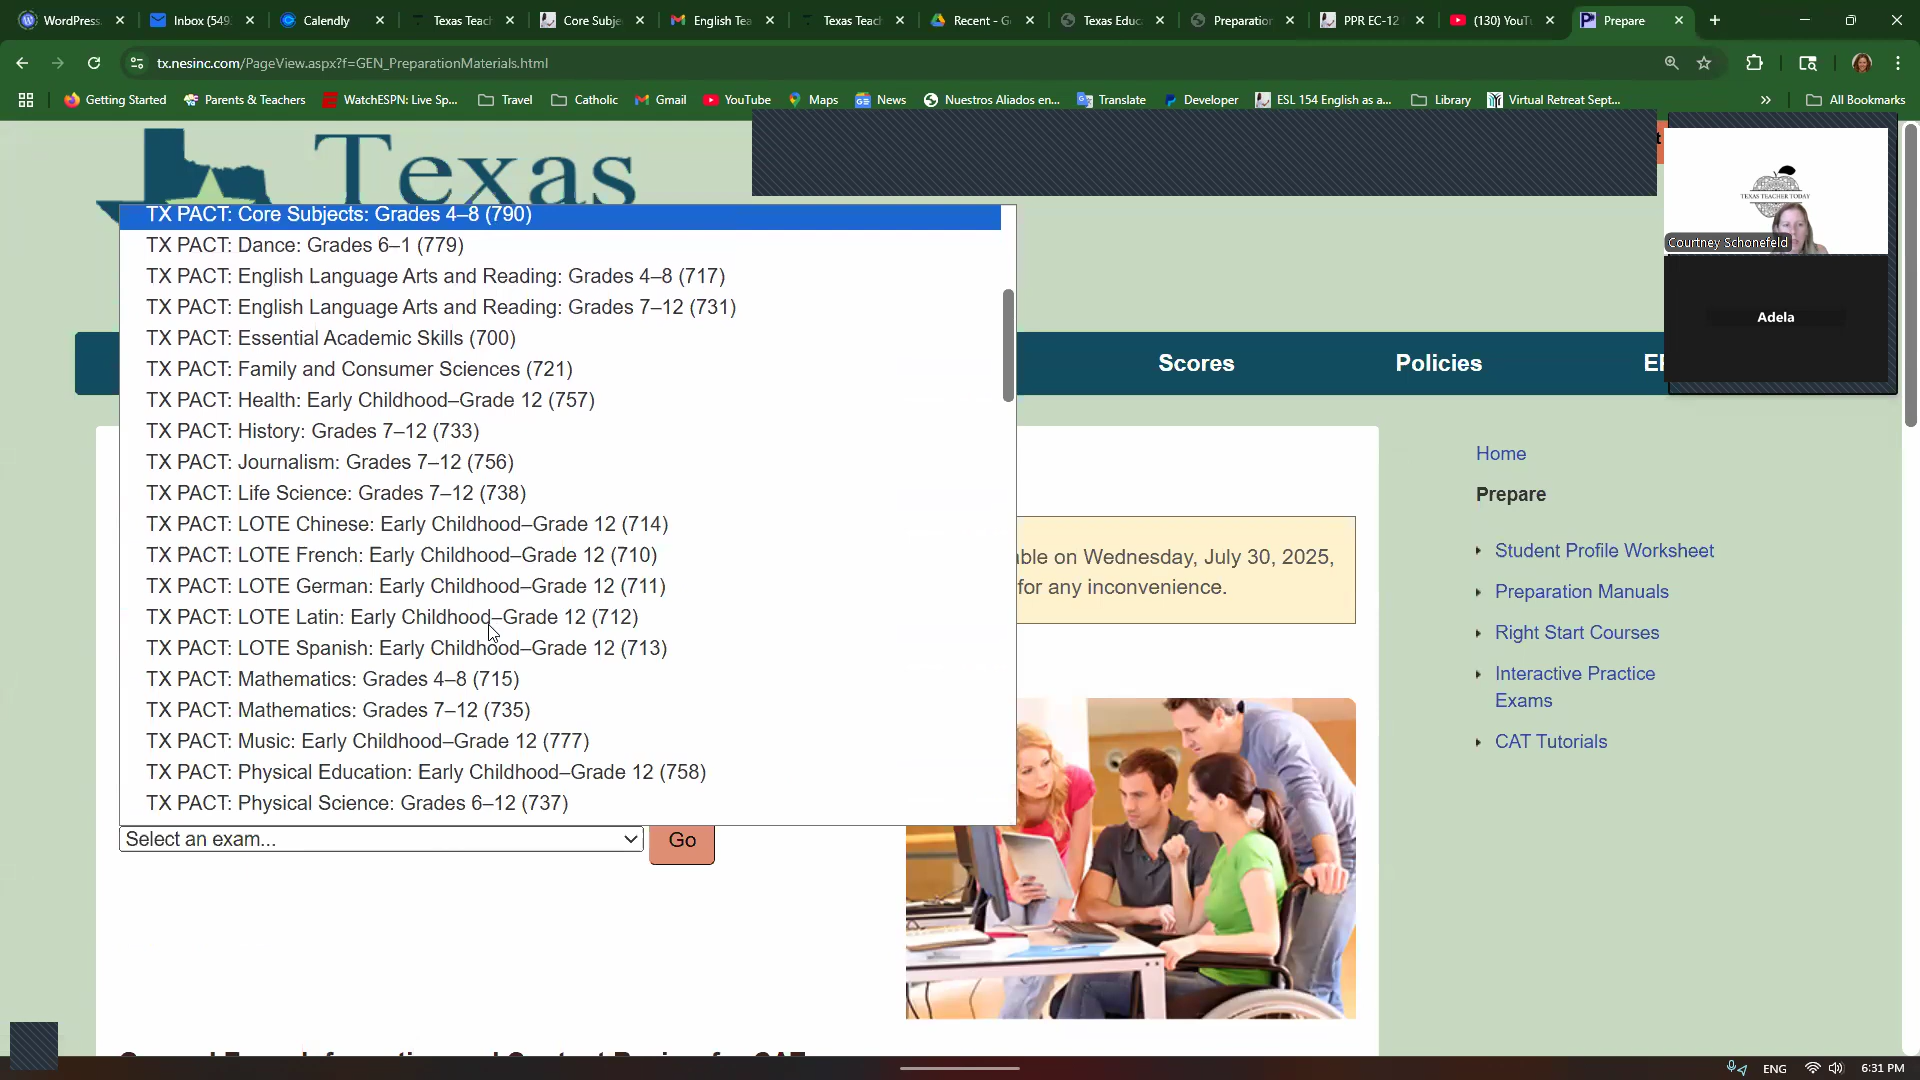 WordPress
Inbox (549
Calendly
Texas Teach
Core Subje
English Tea
Texas Teach
Recent - G
Texas Educ
Preparation
PPR EC-12
(130) YouTu
Prepare
tx.nesinc.com/PageView.aspx?f=GEN_PreparationMaterials.html
Getting Started
Parents & Teachers
WatchESPN: Live Sp...
Travel
Catholic
Gmail
YouTube
Maps
News
Nuestros Aliados en...
Translate
Developer
ESL 154 English as a...
Library
Virtual Retreat Sept...
All Bookmarks
Texas
TEXAS TEACHER TODAY
Courtney Schonefeld
Adela
Scores
Policies
TX PACT: Core Subjects: Grades 4–8 (790)
TX PACT: Dance: Grades 6–1 (779)
TX PACT: English Language Arts and Reading: Grades 4–8 (717)
TX PACT: English Language Arts and Reading: Grades 7–12 (731)
TX PACT: Essential Academic Skills (700)
TX PACT: Family and Consumer Sciences (721)
TX PACT: Health: Early Childhood–Grade 12 (757)
TX PACT: History: Grades 7–12 (733)
TX PACT: Journalism: Grades 7–12 (756)
TX PACT: Life Science: Grades 7–12 (738)
TX PACT: LOTE Chinese: Early Childhood–Grade 12 (714)
TX PACT: LOTE French: Early Childhood–Grade 12 (710)
TX PACT: LOTE German: Early Childhood–Grade 12 (711)
TX PACT: LOTE Latin: Early Childhood–Grade 12 (712)
TX PACT: LOTE Spanish: Early Childhood–Grade 12 (713)
TX PACT: Mathematics: Grades 4–8 (715)
TX PACT: Mathematics: Grades 7–12 (735)
TX PACT: Music: Early Childhood–Grade 12 (777)
TX PACT: Physical Education: Early Childhood–Grade 12 (758)
TX PACT: Physical Science: Grades 6–12 (737)
Select an exam...
Go
able on Wednesday, July 30, 2025,
for any inconvenience.
Home
Prepare
Student Profile Worksheet
Preparation Manuals
Right Start Courses
Interactive Practice
Exams
CAT Tutorials
ENG
6:31 PM